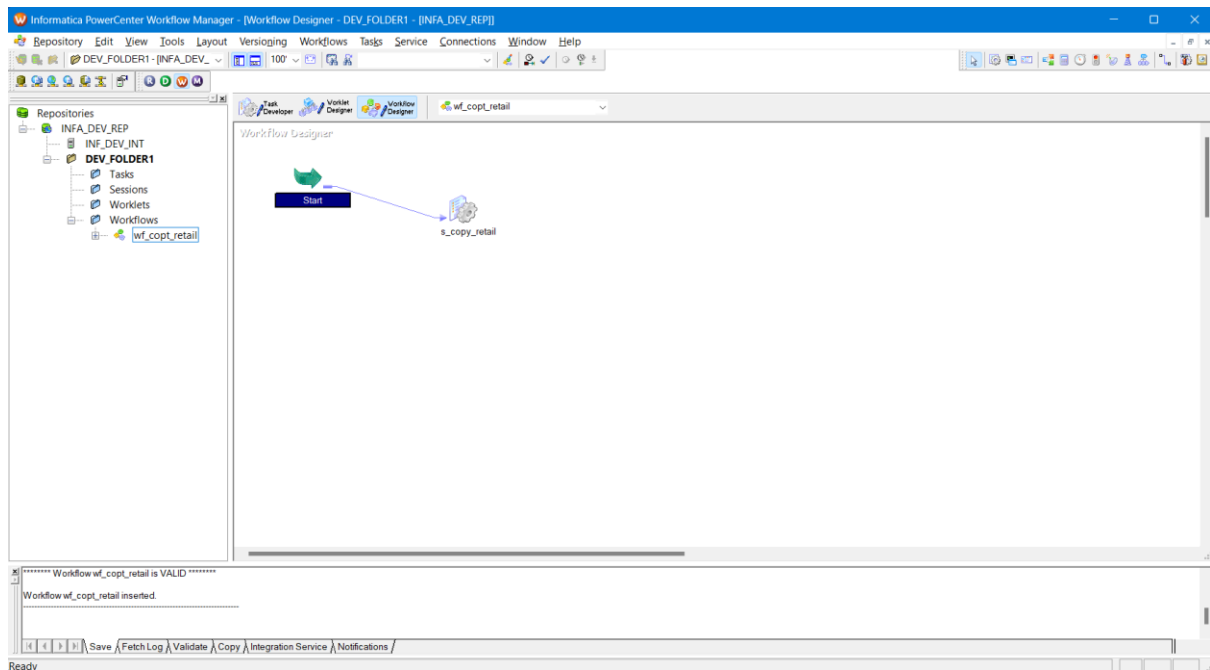 Informatica PowerCenter Workflow Manager - [Workflow Designer - DEV_FOLDER1 - [INFA_DEV_REP]]
Repository Edit View Tools Layout Versioning Workflows Tasks Service Connections Window Help
DEV_FOLDER1 - [INFA_DEV_ 100'
R D W M
Task Developer Worklet Designer Workflow Designer wf_copt_retail
Repositories
INFA_DEV_REP
INF_DEV_INT
DEV_FOLDER1
Tasks
Sessions
Worklets
Workflows
wf_copt_retail
Workflow Designer
Start
s_copy_retail
******** Workflow wf_copt_retail is VALID ********
Workflow wf_copt_retail inserted.
Save Fetch Log Validate Copy Integration Service Notifications
Ready